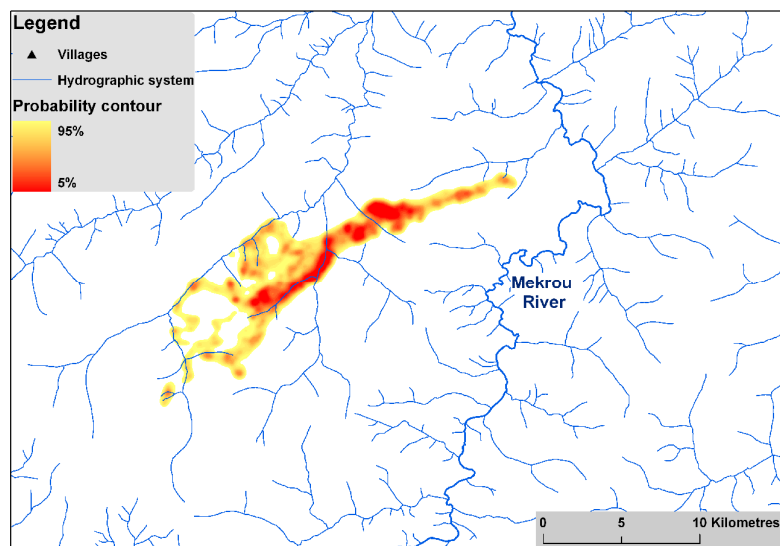 Legend
Villages
Hydrographic system
Probability contour
95%
5%
Mekrou
River
0 5 10 Kilometres